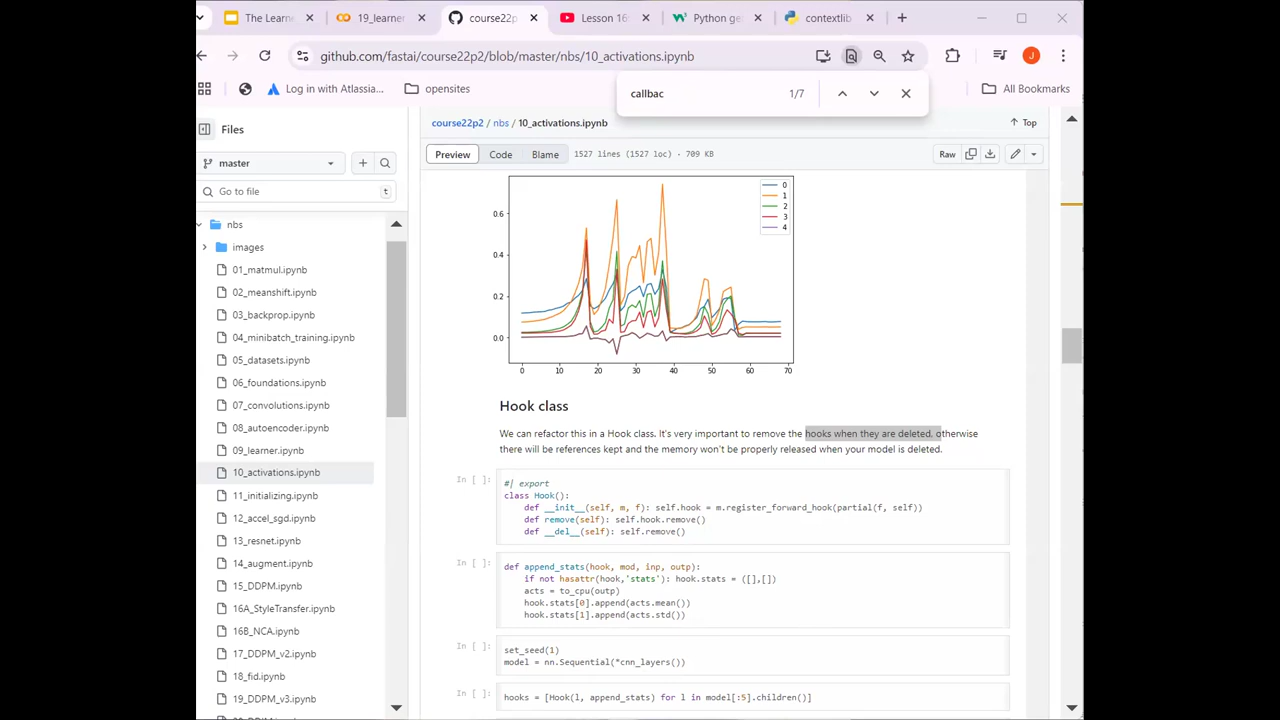 The Learne
19_learner
course22p
Lesson 16
Python ge
contextlib
github.com/fastai/course22p2/blob/master/nbs/10_activations.ipynb
J
Log in with Atlassia...
opensites
All Bookmarks
callbac
1/7
Files
master
Go to file
t
nbs
images
01_matmul.ipynb
02_meanshift.ipynb
03_backprop.ipynb
04_minibatch_training.ipynb
05_datasets.ipynb
06_foundations.ipynb
07_convolutions.ipynb
08_autoencoder.ipynb
09_learner.ipynb
10_activations.ipynb
11_initializing.ipynb
12_accel_sgd.ipynb
13_resnet.ipynb
14_augment.ipynb
15_DDPM.ipynb
16A_StyleTransfer.ipynb
16B_NCA.ipynb
17_DDPM_v2.ipynb
18_fid.ipynb
19_DDPM_v3.ipynb
course22p2 / nbs / 10_activations.ipynb
Top
Preview Code Blame 1527 lines (1527 loc) · 709 KB
Raw
0
1
2
3
4
0.6
0.4
0.2
0.0
0 10 20 30 40 50 60 70
Hook class
We can refactor this in a Hook class. It's very important to remove the hooks when they are deleted, otherwise
there will be references kept and the memory won't be properly released when your model is deleted.
In [ ]:
#| export
class Hook():
def __init__(self, m, f): self.hook = m.register_forward_hook(partial(f, self))
def remove(self): self.hook.remove()
def __del__(self): self.remove()
In [ ]:
def append_stats(hook, mod, inp, outp):
if not hasattr(hook,'stats'): hook.stats = ([],[])
acts = to_cpu(outp)
hook.stats[0].append(acts.mean())
hook.stats[1].append(acts.std())
In [ ]:
set_seed(1)
model = nn.Sequential(*cnn_layers())
In [ ]:
hooks = [Hook(l, append_stats) for l in model[:5].children()]